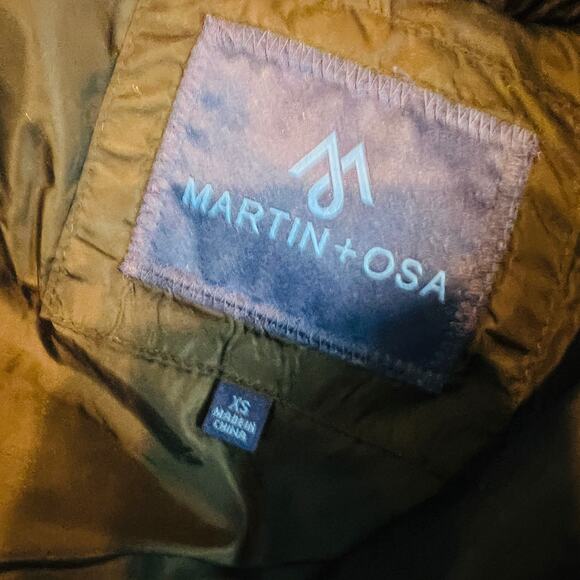 MARTIN + OSA
XS
MADE IN
CHINA